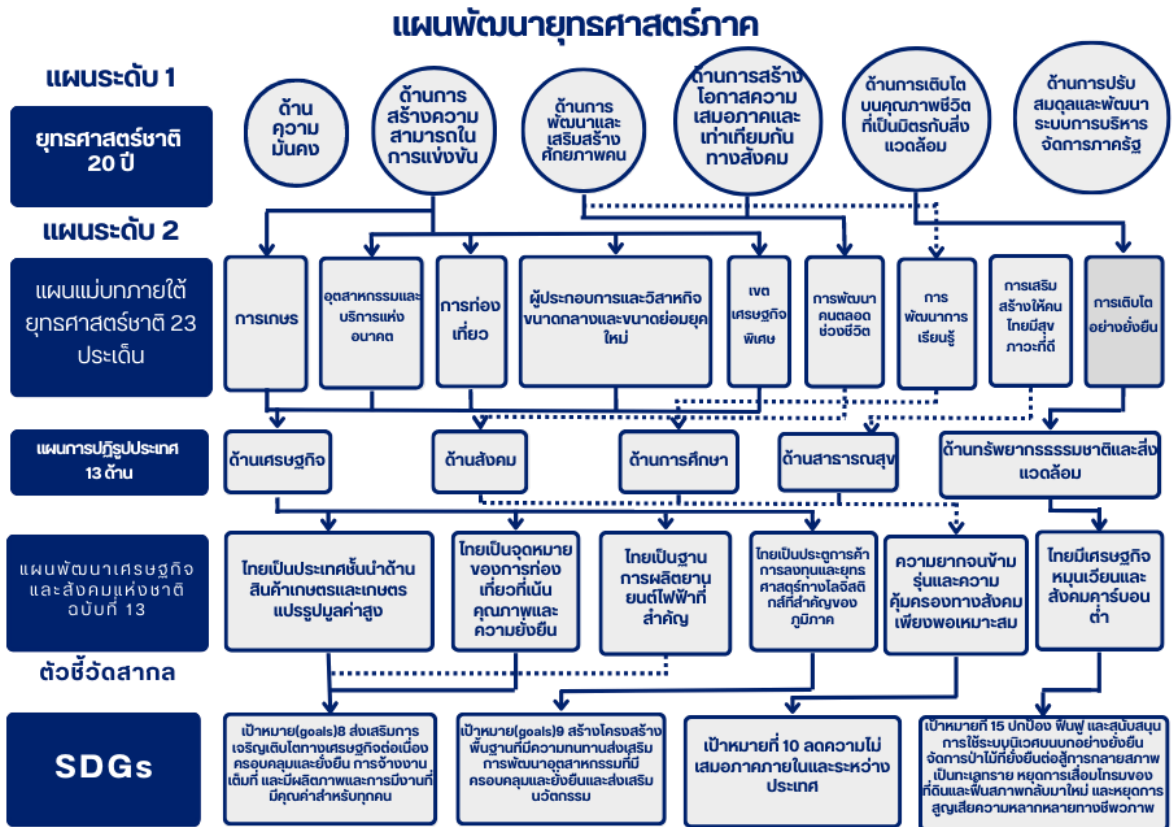 แผนพัฒนายุทธศาสตร์ภาค
แผนระดับ 1
ยุทธศาสตร์ชาติ
20 ปี
ด้าน
ความ
มั่นคง
ด้านการ
สร้างความ
สามารถใน
การแข่งขัน
ด้านการ
พัฒนาและ
เสริมสร้าง
ศักยภาพคน
ด้านการสร้าง
โอกาสความ
เสมอภาคและ
เท่าเทียมกัน
ทางสังคม
ด้านการเติบโต
บนคุณภาพชีวิต
ที่เป็นมิตรกับสิ่ง
แวดล้อม
ด้านการปรับ
สมดุลและพัฒนา
ระบบการบริหาร
จัดการภาครัฐ
แผนระดับ 2
แผนแม่บทภายใต้
ยุทธศาสตร์ชาติ 23
ประเด็น
การเกษร
อุตสาหกรรมและ
บริการแห่ง
อนาคต
การท่อง
เที่ยว
ผู้ประกอบการและวิสาหกิจ
ขนาดกลางและขนาดย่อมยุค
ใหม่
เขต
เศรษฐกิจ
พิเศษ
การพัฒนา
คนตลอด
ช่วงชีวิต
การ
พัฒนาการ
เรียนรู้
การเสริม
สร้างให้คน
ไทยมีสุข
ภาวะที่ดี
การเติบโต
อย่างยั่งยืน
แผนการปฏิรูปประเทศ
13 ด้าน
ด้านเศรษฐกิจ
ด้านสังคม
ด้านการศึกษา
ด้านสาธารณสุข
ด้านทรัพยากรรรรมชาติและสิ่ง
แวดล้อม
แผนพัฒนาเศรษฐกิจ
และสังคมแห่งชาติ
ฉบับที่ 13
ไทยเป็นประเทศชั้นนำด้าน
สินค้าเกษตรและเกษตร
แปรรูปมูลค่าสูง
ไทยเป็นจุดหมาย
ของการท่อง
เที่ยวที่เน้น
คุณภาพและ
ความยั่งยืน
ไทยเป็นฐาน
การผลิตยาน
ยนต์ไฟฟ้าที่
สำคัญ
ไทยเป็นประตูการค้า
การลงทุนและยุทธ
ศาสตร์ทางโลจิสติ
กส์ที่สำคัญของ
ภูมิภาค
ความยากจนข้าม
รุ่นและความ
คุ้มครองทางสังคม
เพียงพอเหมาะสม
ไทยมีเศรษฐกิจ
หมุนเวียนและ
สังคมคาร์บอน
ต่ำ
ตัวชี้วัดสากล
SDGs
เป้าหมาย(goals)8 ส่งเสริมการ
เจริญเติบโตทางเศรษฐกิจต่อเนื่อง
ครอบคลุมและยั่งยืน การจ้างงาน
เต็มที่ และมีผลิตภาพและการมีงานที่
มีคุณค่าสำหรับทุกคน
เป้าหมาย(goals)9 สร้างโครงสร้าง
พื้นฐานที่มีความทนทานส่งเสริม
การพัฒนาอุตสาหกรรมที่มี
ครอบคลุมและยั่งยืนและส่งเสริม
นวัตกรรม
เป้าหมายที่ 10 ลดความไม่
เสมอภาคภายในและระหว่าง
ประเทศ
เป้าหมายที่ 15 ปกป้อง ฟื้นฟู และสนับสนุน
การใช้ระบบนิเวศบนบกอย่างยั่งยืน
จัดการป่าไม้ที่ยั่งยืนต่อสู้การกลายสภาพ
เป็นทะเลทราย หยุดการเสื่อมโทรมของ
ที่ดินและฟื้นสภาพกลับมาใหม่ และหยุดการ
สูญเสียความหลากหลายทางชีวภาพ